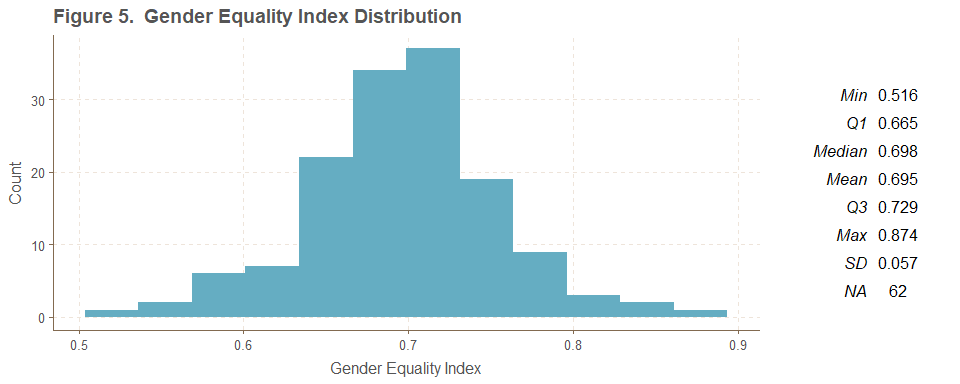 Figure 5.  Gender Equality Index Distribution
Count
30
20
10
0
0.5 0.6 0.7 0.8 0.9
Gender Equality Index
Min 0.516
Q1 0.665
Median 0.698
Mean 0.695
Q3 0.729
Max 0.874
SD 0.057
NA 62